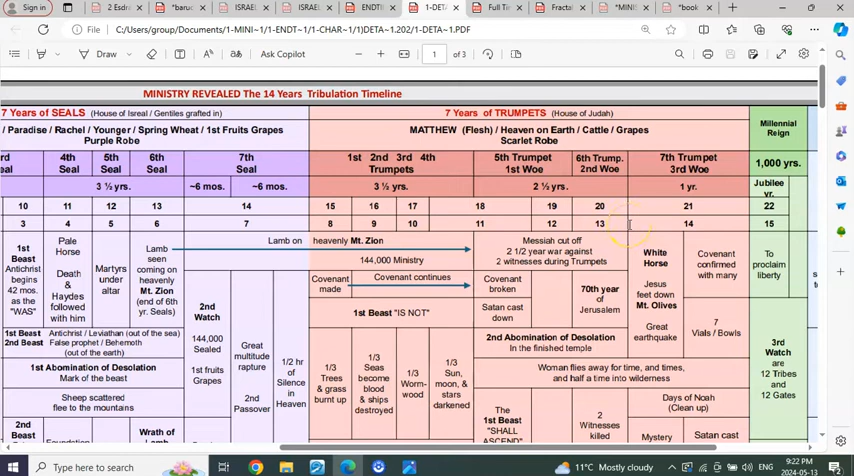 Sign in
2 Esdr
*baruc
ISRAEL
ISRAEL
ENDTIM
1-DETA
Full Tim
Fractal
*MINIS
*book
File
C:/Users/group/Documents/1-MINI~1/1-ENDT~1/1-CHAR~1/1)DETA~1.202/1-DETA~1.PDF
Draw
Ask Copilot
1 of 3
MINISTRY REVEALED The 14 Years Tribulation Timeline
7 Years of SEALS (House of Isreal / Gentiles grafted in)
/ Paradise / Rachel / Younger / Spring Wheat / 1st Fruits Grapes
Purple Robe
7 Years of TRUMPETS (House of Judah)
MATTHEW (Flesh) / Heaven on Earth / Cattle / Grapes
Scarlet Robe
Millennial
Reign
rd
Seal
4th
Seal
5th
Seal
6th
Seal
7th
Seal
1st 2nd 3rd 4th
Trumpets
5th Trumpet
1st Woe
6th Trump.
2nd Woe
7th Trumpet
3rd Woe
1,000 yrs.
3 ½ yrs.
~6 mos.
~6 mos.
3 ½ yrs.
2 ½ yrs.
1 yr.
Jubilee
yr.
10 11 12 13 14 15 16 17 18 19 20 21 22
3 4 5 6 7 8 9 10 11 12 13 14 15
1st
Beast
Antichrist
begins
42 mos.
as the
"WAS"
Pale
Horse
Death
&
Haydes
followed
with him
Martyrs
under
altar
Lamb
seen
coming on
heavenly
Mt. Zion
(end of 6th
yr. Seals)
Lamb on heavenly Mt. Zion
144,000 Ministry
Covenant
made
Covenant continues
1st Beast "IS NOT"
Messiah cut off
2 1/2 year war against
2 witnesses during Trumpets
Covenant
broken
Satan cast
down
70th year
of
Jerusalem
White
Horse
Jesus
feet down
Mt. Olives
Great
earthquake
Covenant
confirmed
with many
7
Vials / Bowls
To
proclaim
liberty
2nd
Watch
144,000
Sealed
1st fruits
Grapes
Great
multitude
rapture
2nd
Passover
1/2 hr
of
Silence
in
Heaven
1st Beast Antichrist / Leviathan (out of the sea)
2nd Beast False prophet / Behemoth
(out of the earth)
1st Abomination of Desolation
Mark of the beast
Sheep scattered
flee to the mountains
2nd
Beast
Wrath of
Lamb
1/3
Trees
& grass
burnt up
1/3
Seas
become
blood
& ships
destroyed
1/3
Worm-
wood
1/3
Sun,
moon, &
stars
darkened
2nd Abomination of Desolation
In the finished temple
Woman flies away for time, and times,
and half a time into wilderness
The
1st Beast
"SHALL
ASCEND"
2
Witnesses
killed
Days of Noah
(Clean up)
Mystery
Satan cast
3rd
Watch
are
12 Tribes
and
12 Gates
Type here to search
11°C Mostly cloudy
9:22 PM
2024-05-13